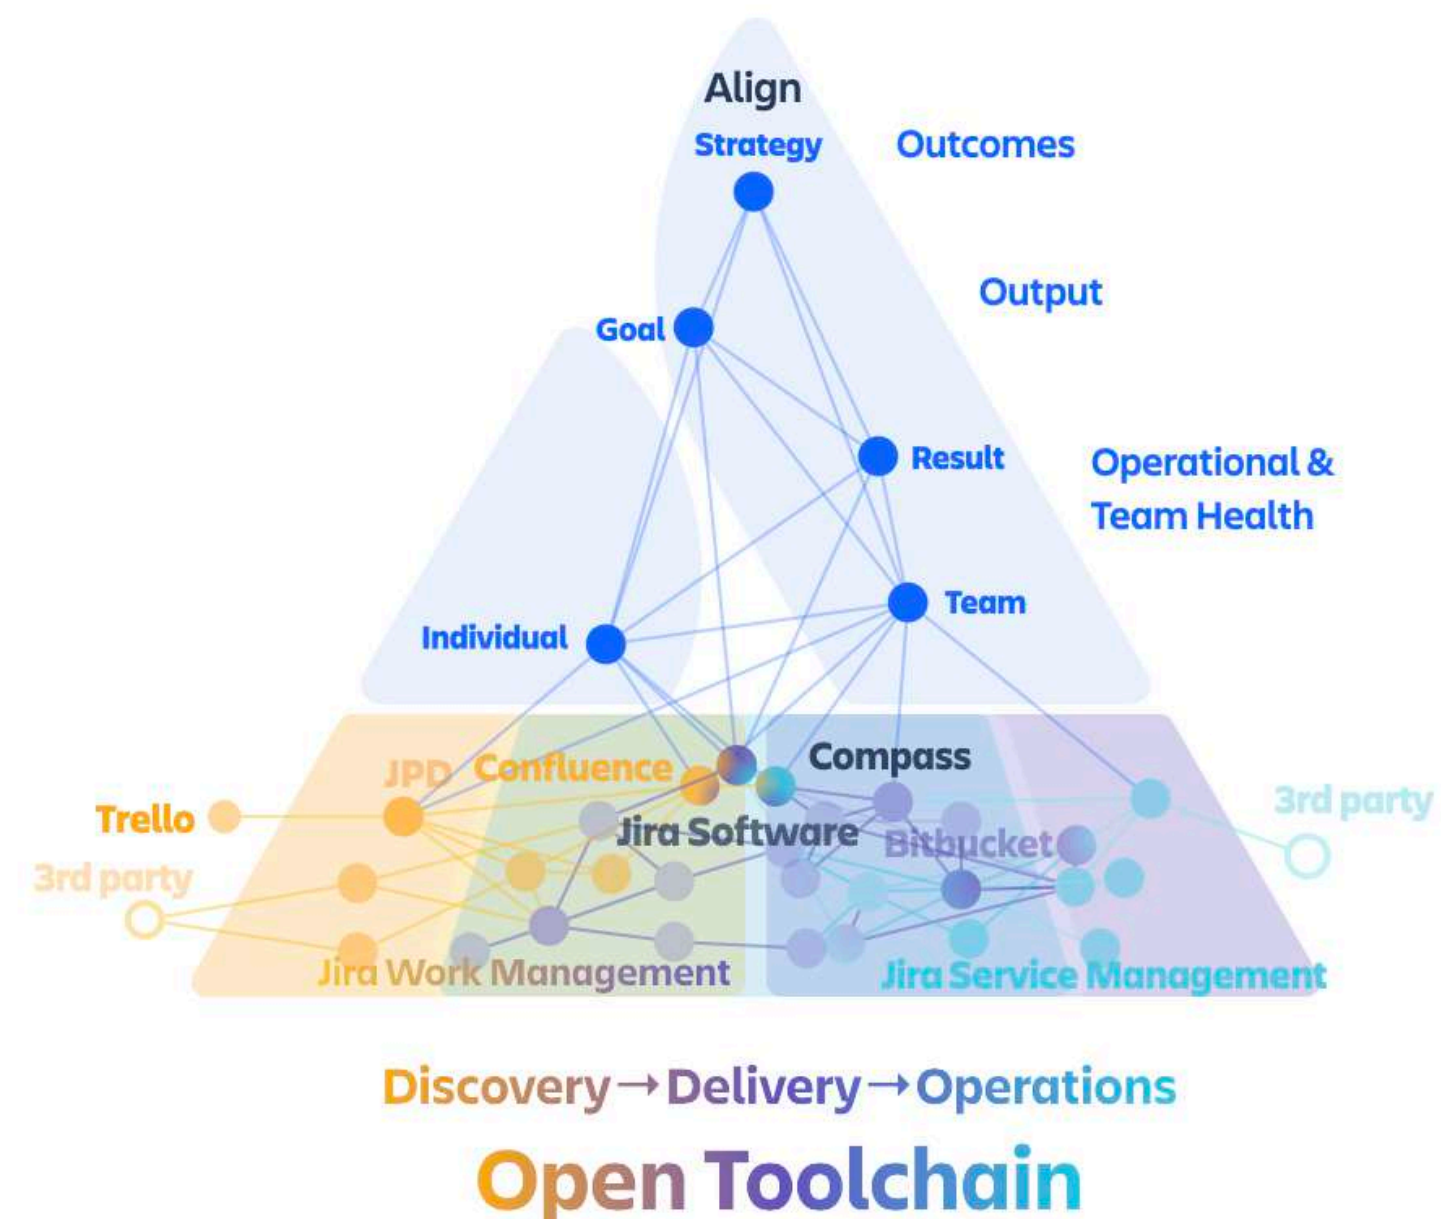 Align
Strategy
Outcomes
Output
Goal
Result
Operational &
Team Health
Individual
Team
JPD
Confluence
Compass
Trello
Jira Software
3rd party
Bitbucket
3rd party
Jira Work Management
Jira Service Management
Discovery→Delivery→Operations
Open Toolchain